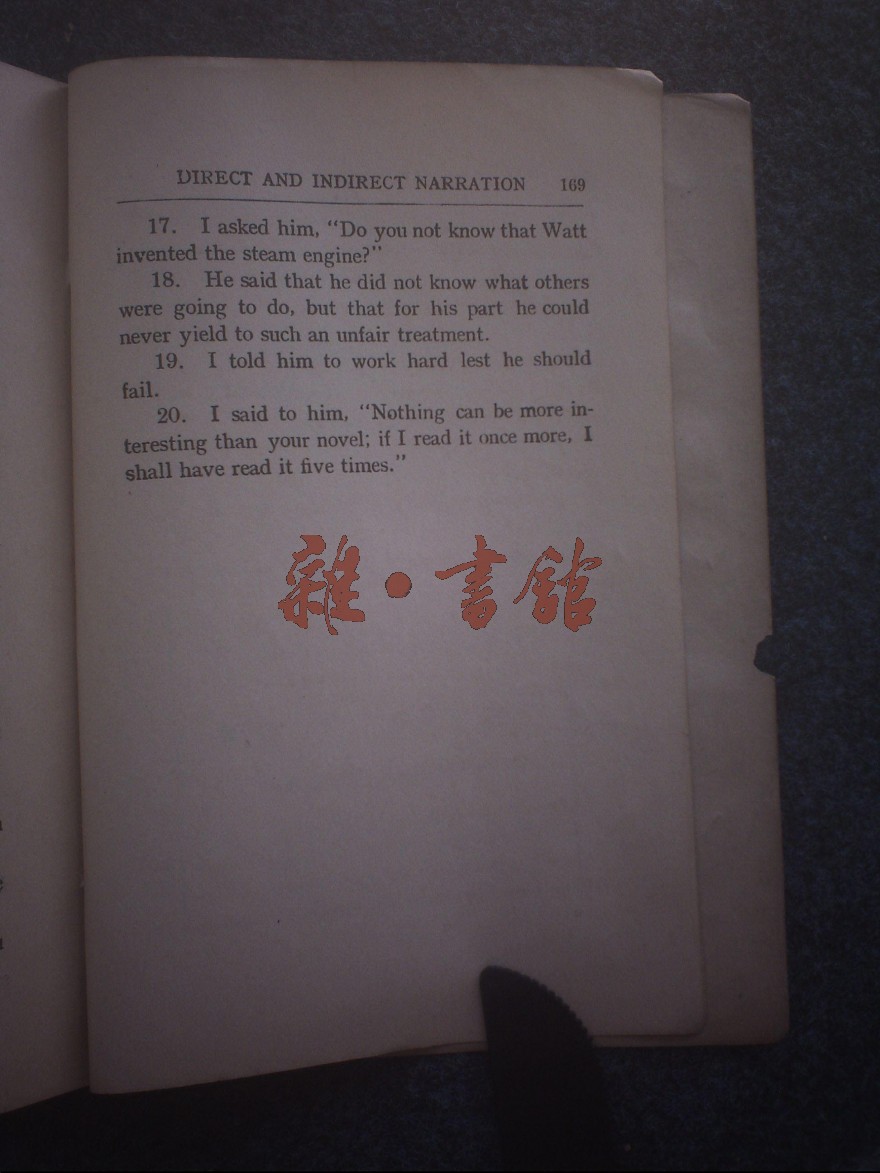 DIRECT AND INDIRECT NARRATION 169
17. I asked him, “Do you not know that Watt
invented the steam engine?”
18. He said that he did not know what others
were going to do, but that for his part he could
never yield to such an unfair treatment.
19. I told him to work hard lest he should
fail.
20. I said to him, “Nothing can be more in-
teresting than your novel; if I read it once more, I
shall have read it five times.”
雜·書館